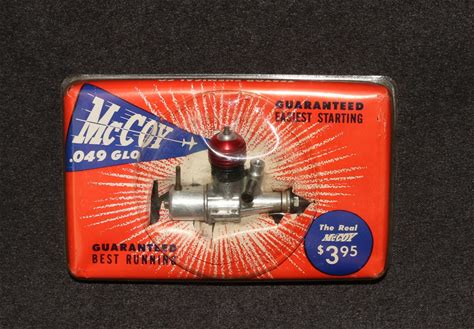 McCOY
.049 GLO
GUARANTEED
EASIEST STARTING
GUARANTEED
BEST RUNNING
The Real
McCOY
$3.95